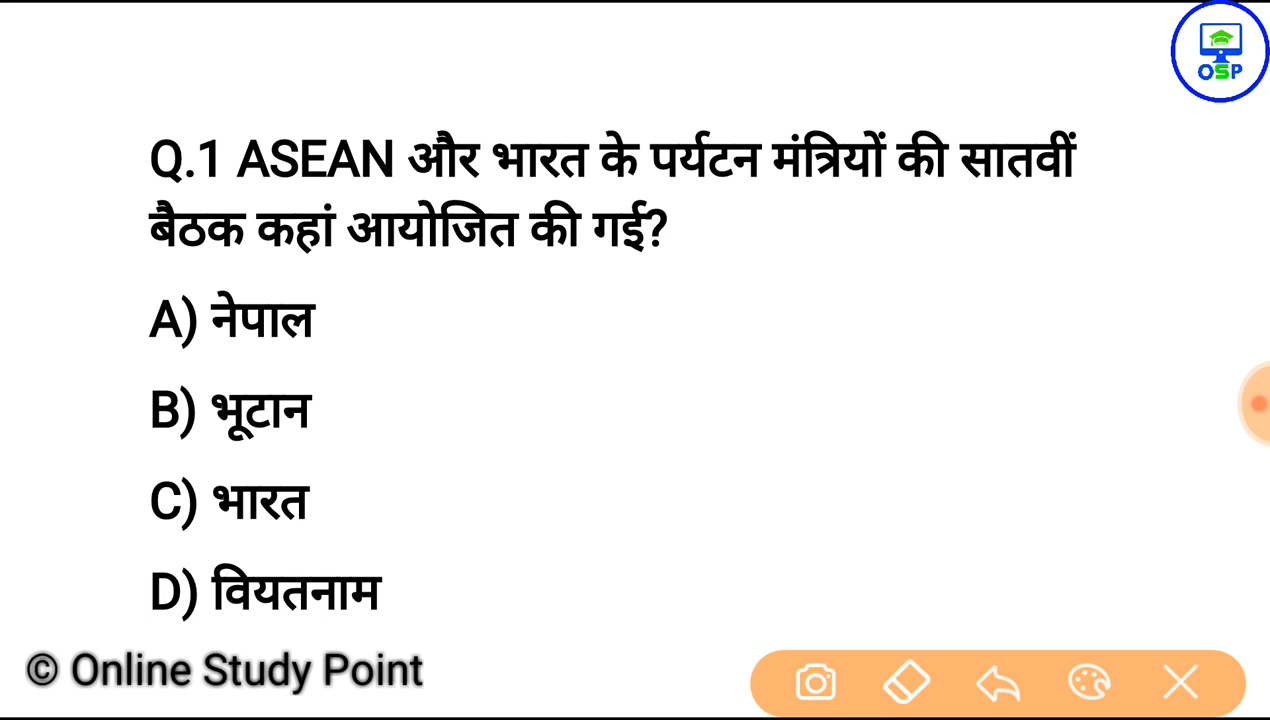 OSP
Q.1 ASEAN और भारत के पर्यटन मंत्रियों की सातवीं
बैठक कहां आयोजित की गई?
A) नेपाल
B) भूटान
C) भारत
D) वियतनाम
© Online Study Point